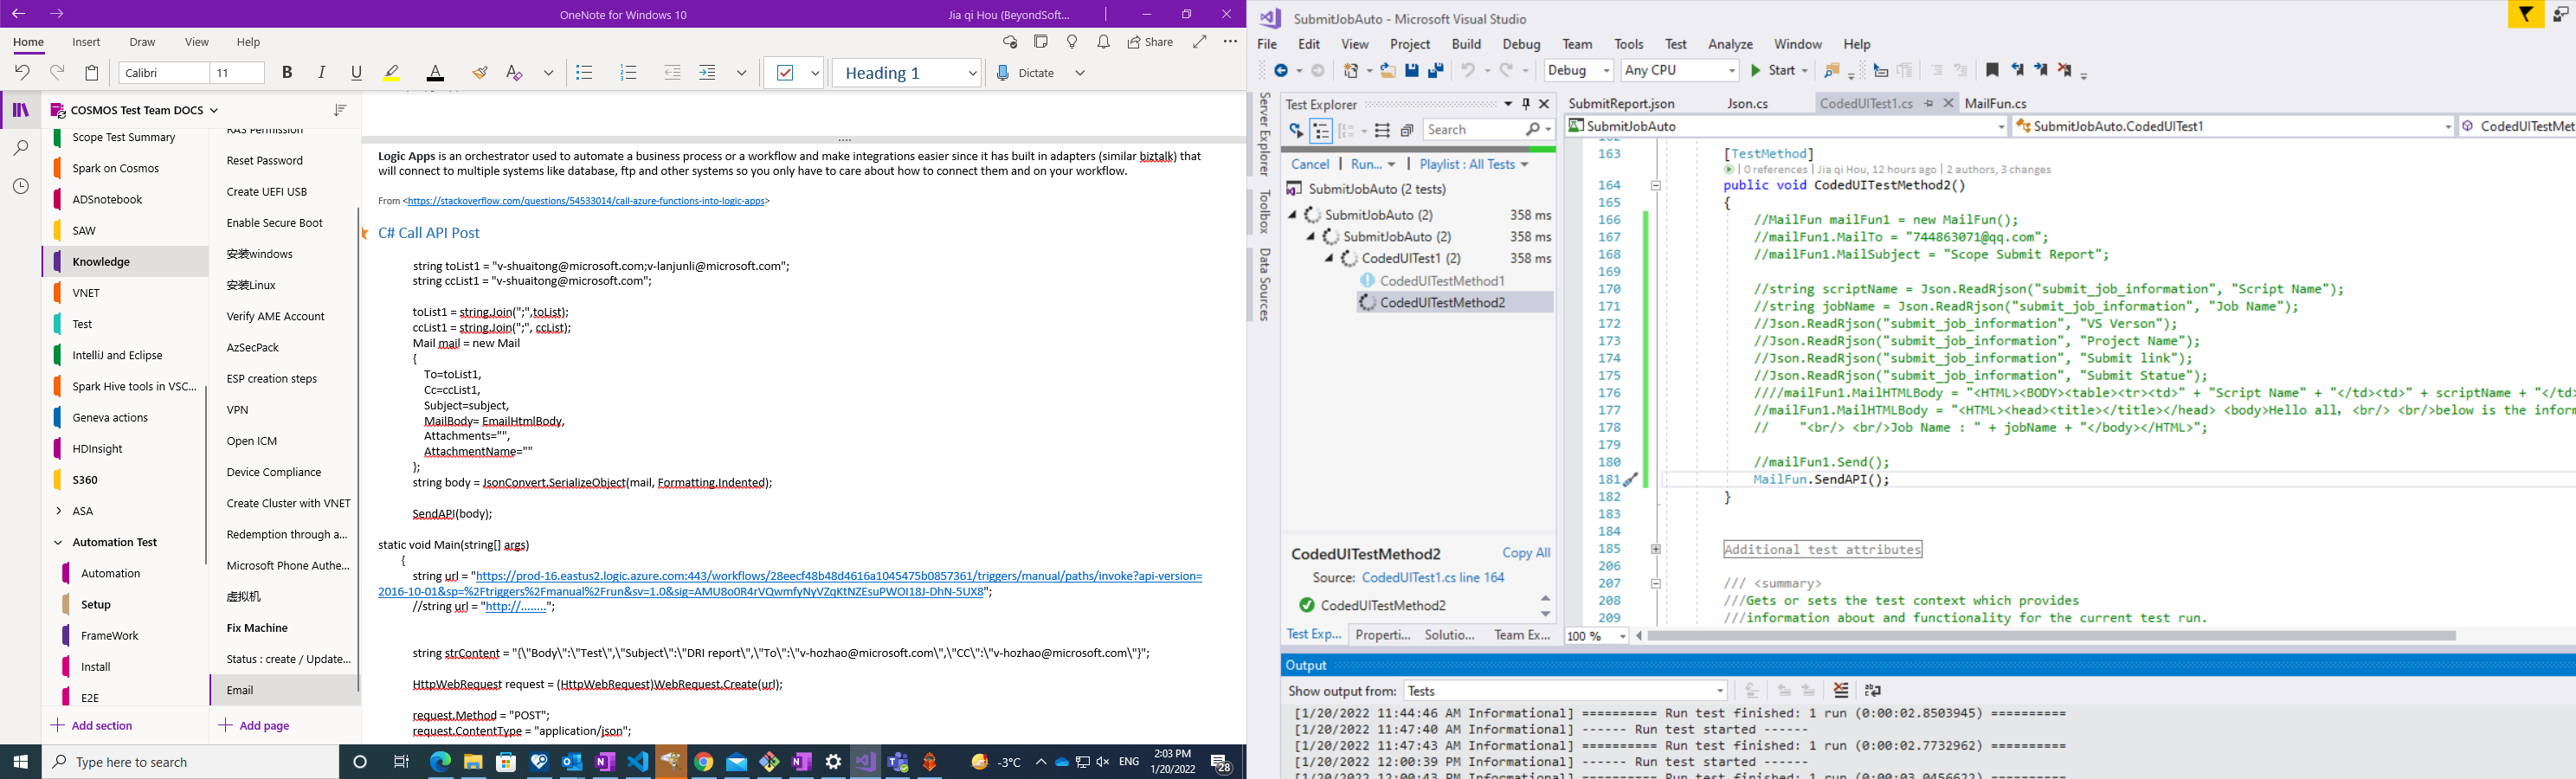 OneNote for Windows 10
Jia qi Hou (BeyondSoft...
Home Insert Draw View Help
Share
Calibri 11 B I U A Heading 1 Dictate
COSMOS Test Team DOCS
Scope Test Summary
Spark on Cosmos
ADSnotebook
SAW
Knowledge
VNET
Test
IntelliJ and Eclipse
Spark Hive tools in VSC...
Geneva actions
HDInsight
S360
ASA
Automation Test
Automation
Setup
FrameWork
Install
E2E
Add section
RAS Permission
Reset Password
Create UEFI USB
Enable Secure Boot
安装windows
安装Linux
Verify AME Account
AzSecPack
ESP creation steps
VPN
Open ICM
Device Compliance
Create Cluster with VNET
Redemption through a...
Microsoft Phone Authe...
虚拟机
Fix Machine
Status : create / Update...
Email
Add page
Logic Apps is an orchestrator used to automate a business process or a workflow and make integrations easier since it has built in adapters (similar biztalk) that
will connect to multiple systems like database, ftp and other systems so you only have to care about how to connect them and on your workflow.
From <https://stackoverflow.com/questions/54533014/call-azure-functions-into-logic-apps>
C# Call API Post
string toList1 = "v-shuaitong@microsoft.com;v-lanjunli@microsoft.com";
string ccList1 = "v-shuaitong@microsoft.com";
toList1 = string.Join(";",toList);
ccList1 = string.Join(";", ccList);
Mail mail = new Mail
{
To=toList1,
Cc=ccList1,
Subject=subject,
MailBody= EmailHtmlBody,
Attachments="",
AttachmentName=""
};
string body = JsonConvert.SerializeObject(mail, Formatting.Indented);
SendAPI(body);
static void Main(string[] args)
{
string url = "https://prod-16.eastus2.logic.azure.com:443/workflows/28eecf48b48d4616a1045475b0857361/triggers/manual/paths/invoke?api-version=
2016-10-01&sp=%2Ftriggers%2Fmanual%2Frun&sv=1.0&sig=AMU8o0R4rVQwmfyNyVZqKtNZEsuPWOI18J-DhN-5UX8";
//string url = "http://........";
string strContent = "{\"Body\":\"Test\",\"Subject\":\"DRI report\",\"To\":\"v-hozhao@microsoft.com\",\"CC\":\"v-hozhao@microsoft.com\"}";
HttpWebRequest request = (HttpWebRequest)WebRequest.Create(url);
request.Method = "POST";
request.ContentType = "application/json";
Type here to search
-3°C
ENG
2:03 PM
1/20/2022
28
SubmitJobAuto - Microsoft Visual Studio
File Edit View Project Build Debug Team Tools Test Analyze Window Help
Debug Any CPU Start
Server Explorer
Toolbox
Data Sources
Test Explorer
Search
Cancel | Run... | Playlist : All Tests
SubmitJobAuto (2 tests)
SubmitJobAuto (2) 358 ms
SubmitJobAuto (2) 358 ms
CodedUITest1 (2) 358 ms
CodedUITestMethod1
CodedUITestMethod2
CodedUITestMethod2 Copy All
Source: CodedUITest1.cs line 164
CodedUITestMethod2
Test Exp... Properti... Solutio... Team Ex...
SubmitReport.json Json.cs CodedUITest1.cs MailFun.cs
SubmitJobAuto SubmitJobAuto.CodedUITest1 CodedUITestMet
163 [TestMethod]
| 0 references | Jia qi Hou, 12 hours ago | 2 authors, 3 changes
164 public void CodedUITestMethod2()
165 {
166 //MailFun mailFun1 = new MailFun();
167 //mailFun1.MailTo = "744863071@qq.com";
168 //mailFun1.MailSubject = "Scope Submit Report";
169
170 //string scriptName = Json.ReadRjson("submit_job_information", "Script Name");
171 //string jobName = Json.ReadRjson("submit_job_information", "Job Name");
172 //Json.ReadRjson("submit_job_information", "VS Verson");
173 //Json.ReadRjson("submit_job_information", "Project Name");
174 //Json.ReadRjson("submit_job_information", "Submit link");
175 //Json.ReadRjson("submit_job_information", "Submit Statue");
176 ////mailFun1.MailHTMLBody = "<HTML><BODY><table><tr><td>" + "Script Name" + "</td><td>" + scriptName + "</td>
177 //mailFun1.MailHTMLBody = "<HTML><head><title></title></head> <body>Hello all, <br/> <br/>below is the inform
178 // "<br/> <br/>Job Name : " + jobName + "</body></HTML>";
179
180 //mailFun1.Send();
181 MailFun.SendAPI();
182 }
183
184
185 Additional test attributes
206
207 /// <summary>
208 ///Gets or sets the test context which provides
209 ///information about and functionality for the current test run.
100 %
Output
Show output from: Tests
[1/20/2022 11:44:46 AM Informational] ========== Run test finished: 1 run (0:00:02.8503945) ==========
[1/20/2022 11:47:40 AM Informational] ------ Run test started ------
[1/20/2022 11:47:43 AM Informational] ========== Run test finished: 1 run (0:00:02.7732962) ==========
[1/20/2022 12:00:39 PM Informational] ------ Run test started ------
[1/20/2022 12:00:43 PM Informational] ========== Run test finished: 1 run (0:00:03.0456622) ==========